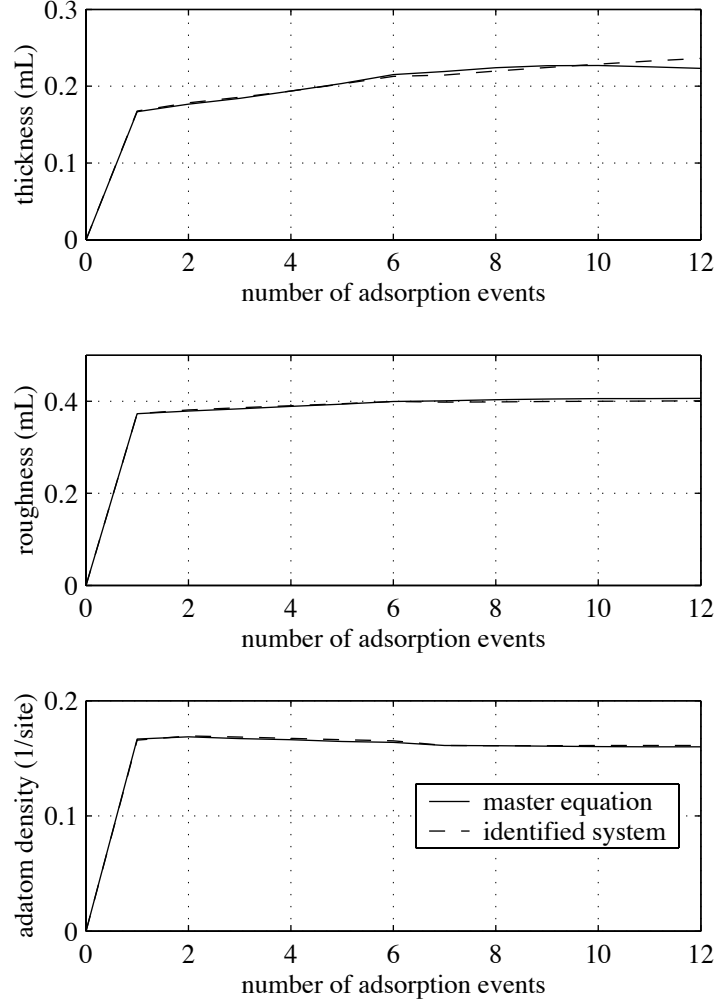 0.3
0.2
0.1
0
thickness (mL)
0 2 4 6 8 10 12
number of adsorption events
0.4
0.2
0
roughness (mL)
0 2 4 6 8 10 12
number of adsorption events
0.2
0.1
0
adatom density (1/site)
master equation
identified system
0 2 4 6 8 10 12
number of adsorption events